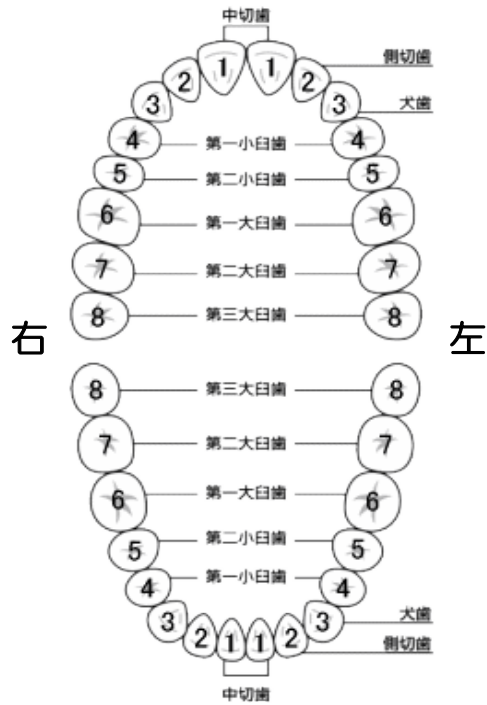 中切歯
1 1
2 2 側切歯
3 3 犬歯
4 第一小臼歯 4
5 第二小臼歯 5
6 第一大臼歯 6
7 第二大臼歯 7
8 第三大臼歯 8
右 左
8 第三大臼歯 8
7 第二大臼歯 7
6 第一大臼歯 6
5 第二小臼歯 5
4 第一小臼歯 4
3 3 犬歯
2 1 1 2 側切歯
中切歯